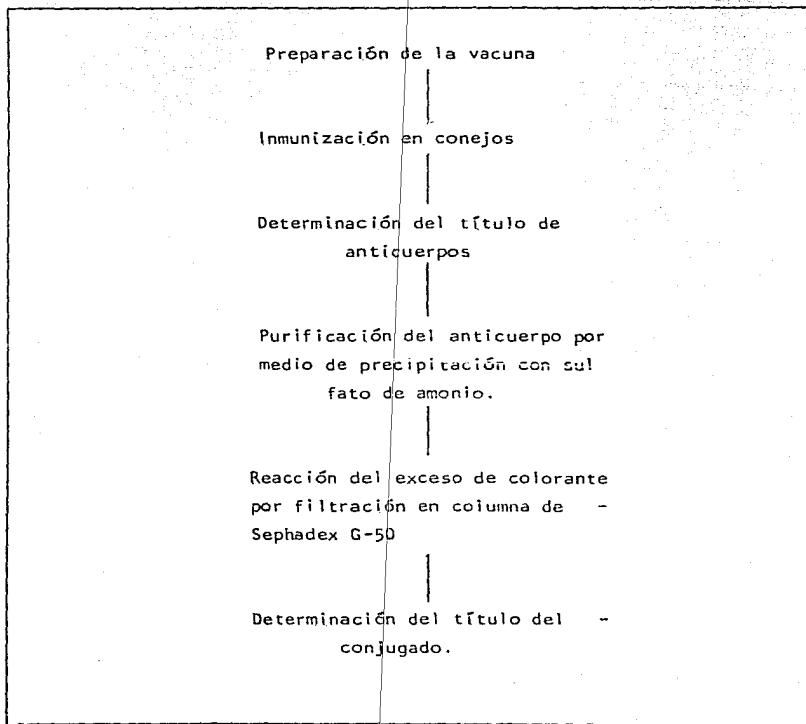 Preparación de la vacuna
Inmunización en conejos
Determinación del título de
anticuerpos
Purificación del anticuerpo por
medio de precipitación con sul
fato de amonio.
Reacción del exceso de colorante
por filtración en columna de -
Sephadex G-50
Determinación del título del -
conjugado.